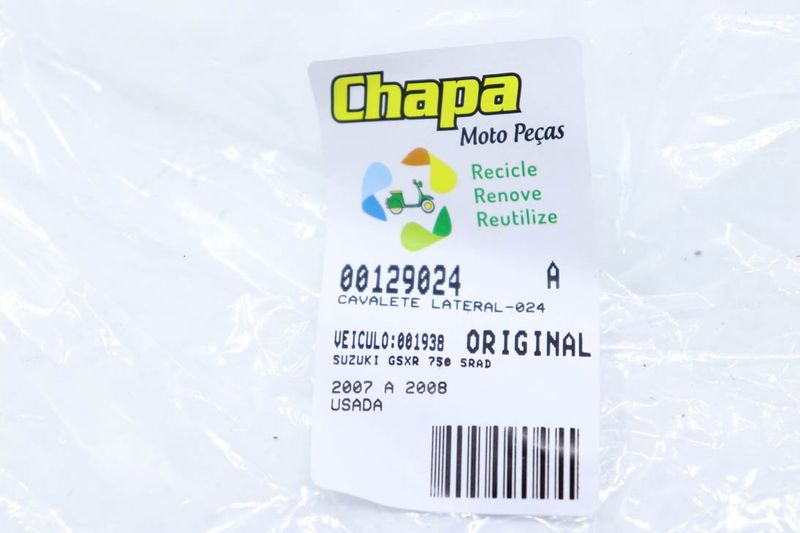 Chapa
Moto Peças
Recicle
Renove
Reutilize
00129024 A
CAVALETE LATERAL-024
VEICULO:001938 ORIGINAL
SUZUKI GSXR 750 SRAD
2007 A 2008
USADA